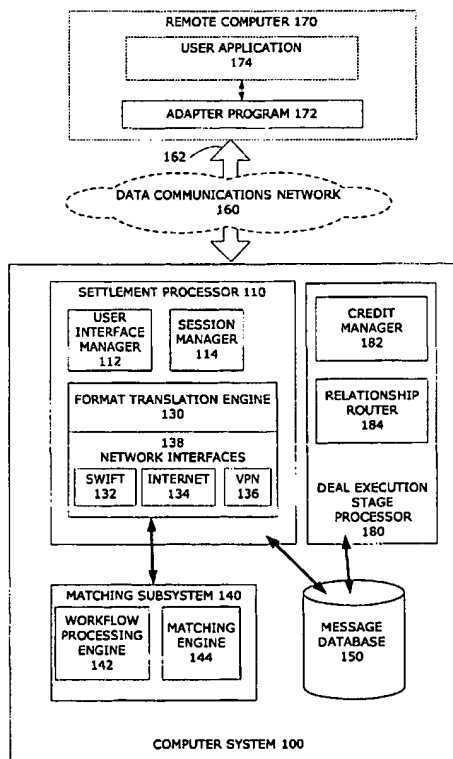 REMOTE COMPUTER 170
USER APPLICATION
174
ADAPTER PROGRAM 172
162
DATA COMMUNICATIONS NETWORK
160
SETTLEMENT PROCESSOR 110
USER
INTERFACE
MANAGER
112
SESSION
MANAGER
114
FORMAT TRANSLATION ENGINE
130
138
NETWORK INTERFACES
SWIFT
132
INTERNET
134
VPN
136
CREDIT
MANAGER
182
RELATIONSHIP
ROUTER
184
DEAL EXECUTION
STAGE
PROCESSOR
180
MATCHING SUBSYSTEM 140
WORKFLOW
PROCESSING
ENGINE
142
MATCHING
ENGINE
144
MESSAGE
DATABASE
150
COMPUTER SYSTEM 100